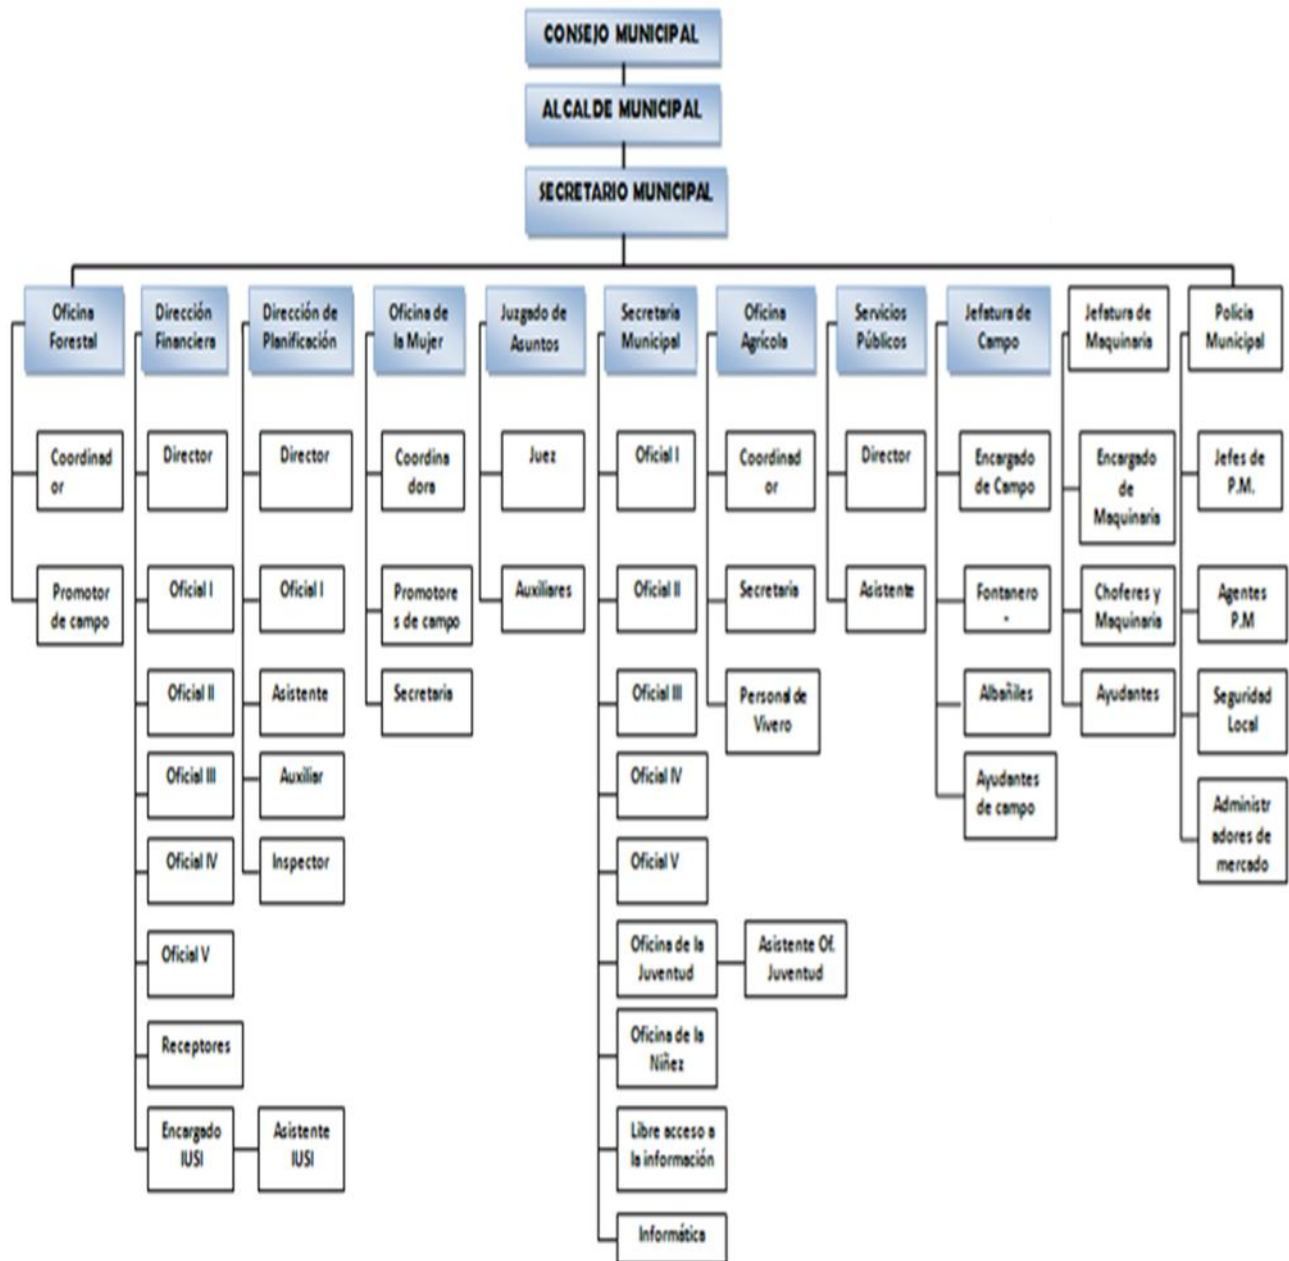 CONSEJO MUNICIPAL
ALCALDE MUNICIPAL
SECRETARIO MUNICIPAL
Oficina
Forestal
Coordinad
or
Promotor
de campo
Dirección
Financiera
Director
Oficial I
Oficial II
Oficial III
Oficial IV
Oficial V
Receptores
Encargado
IUSI
Asistente
IUSI
Dirección de
Planificación
Director
Oficial I
Asistente
Auxiliar
Inspector
Oficina de
la Mujer
Coordina
dora
Promotore
s de campo
Secretaria
Juzgado de
Asuntos
Juez
Auxiliares
Secretaria
Municipal
Oficial I
Oficial II
Oficial III
Oficial IV
Oficial V
Oficina de la
Juventud
Asistente Of.
Juventud
Oficina de la
Niñez
Libre acceso a
la información
Informática
Oficina
Agrícola
Coordinad
or
Secretaria
Personal de
Vivero
Servicios
Públicos
Director
Asistente
Jefatura de
Campo
Encargado
de Campo
Fontanero
-
Albañiles
Ayudantes
de campo
Jefatura de
Maquinaria
Encargado
de
Maquinaria
Choferes y
Maquinaria
Ayudantes
Policia
Municipal
Jefes de
P.M.
Agentes
P.M
Seguridad
Local
Administr
adores de
mercado